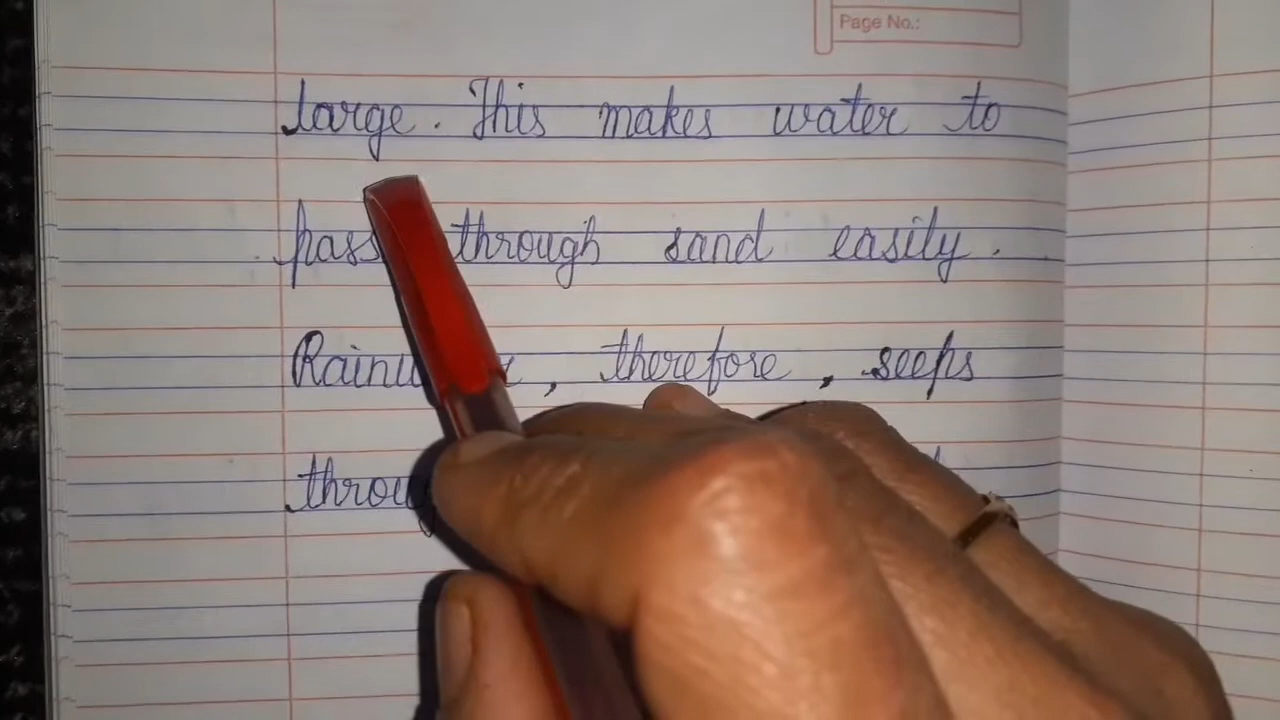 Page No.:
large. This makes water to
pass through sand easily.
, therefore, seeps